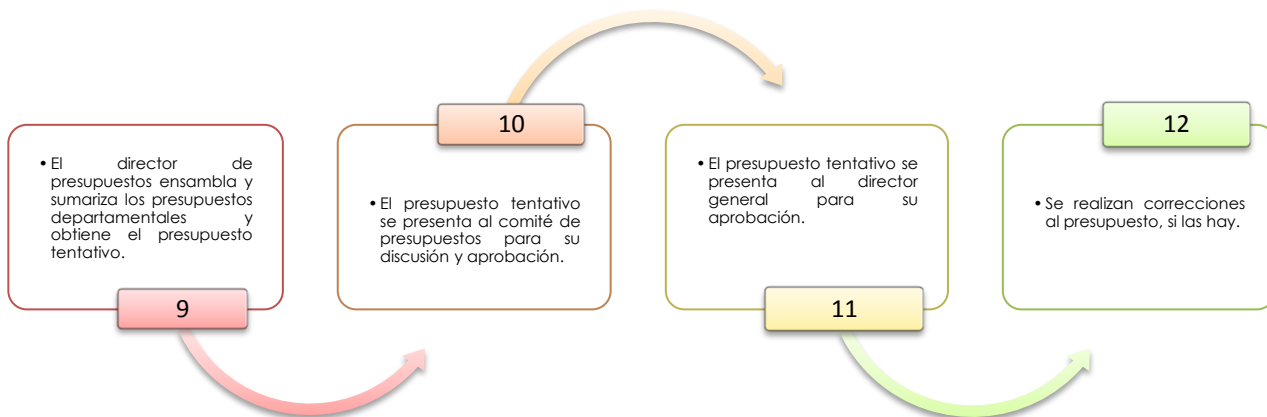 • El director de
presupuestos ensambla y
sumariza los presupuestos
departamentales y
obtiene el presupuesto
tentativo.
9
10
• El presupuesto tentativo
se presenta al comité de
presupuestos para su
discusión y aprobación.
• El presupuesto tentativo se
presenta al director
general para su
aprobación.
11
12
• Se realizan correcciones
al presupuesto, si las hay.